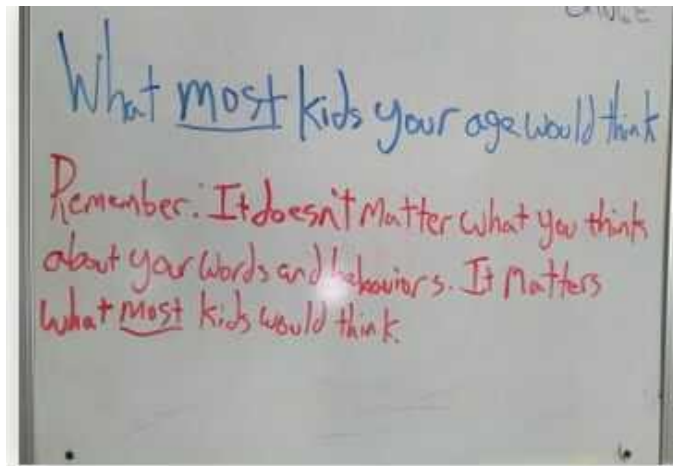 What most kids your age would think
Remember: It doesn't matter what you think
about your words and behaviors. It matters
what most kids would think.